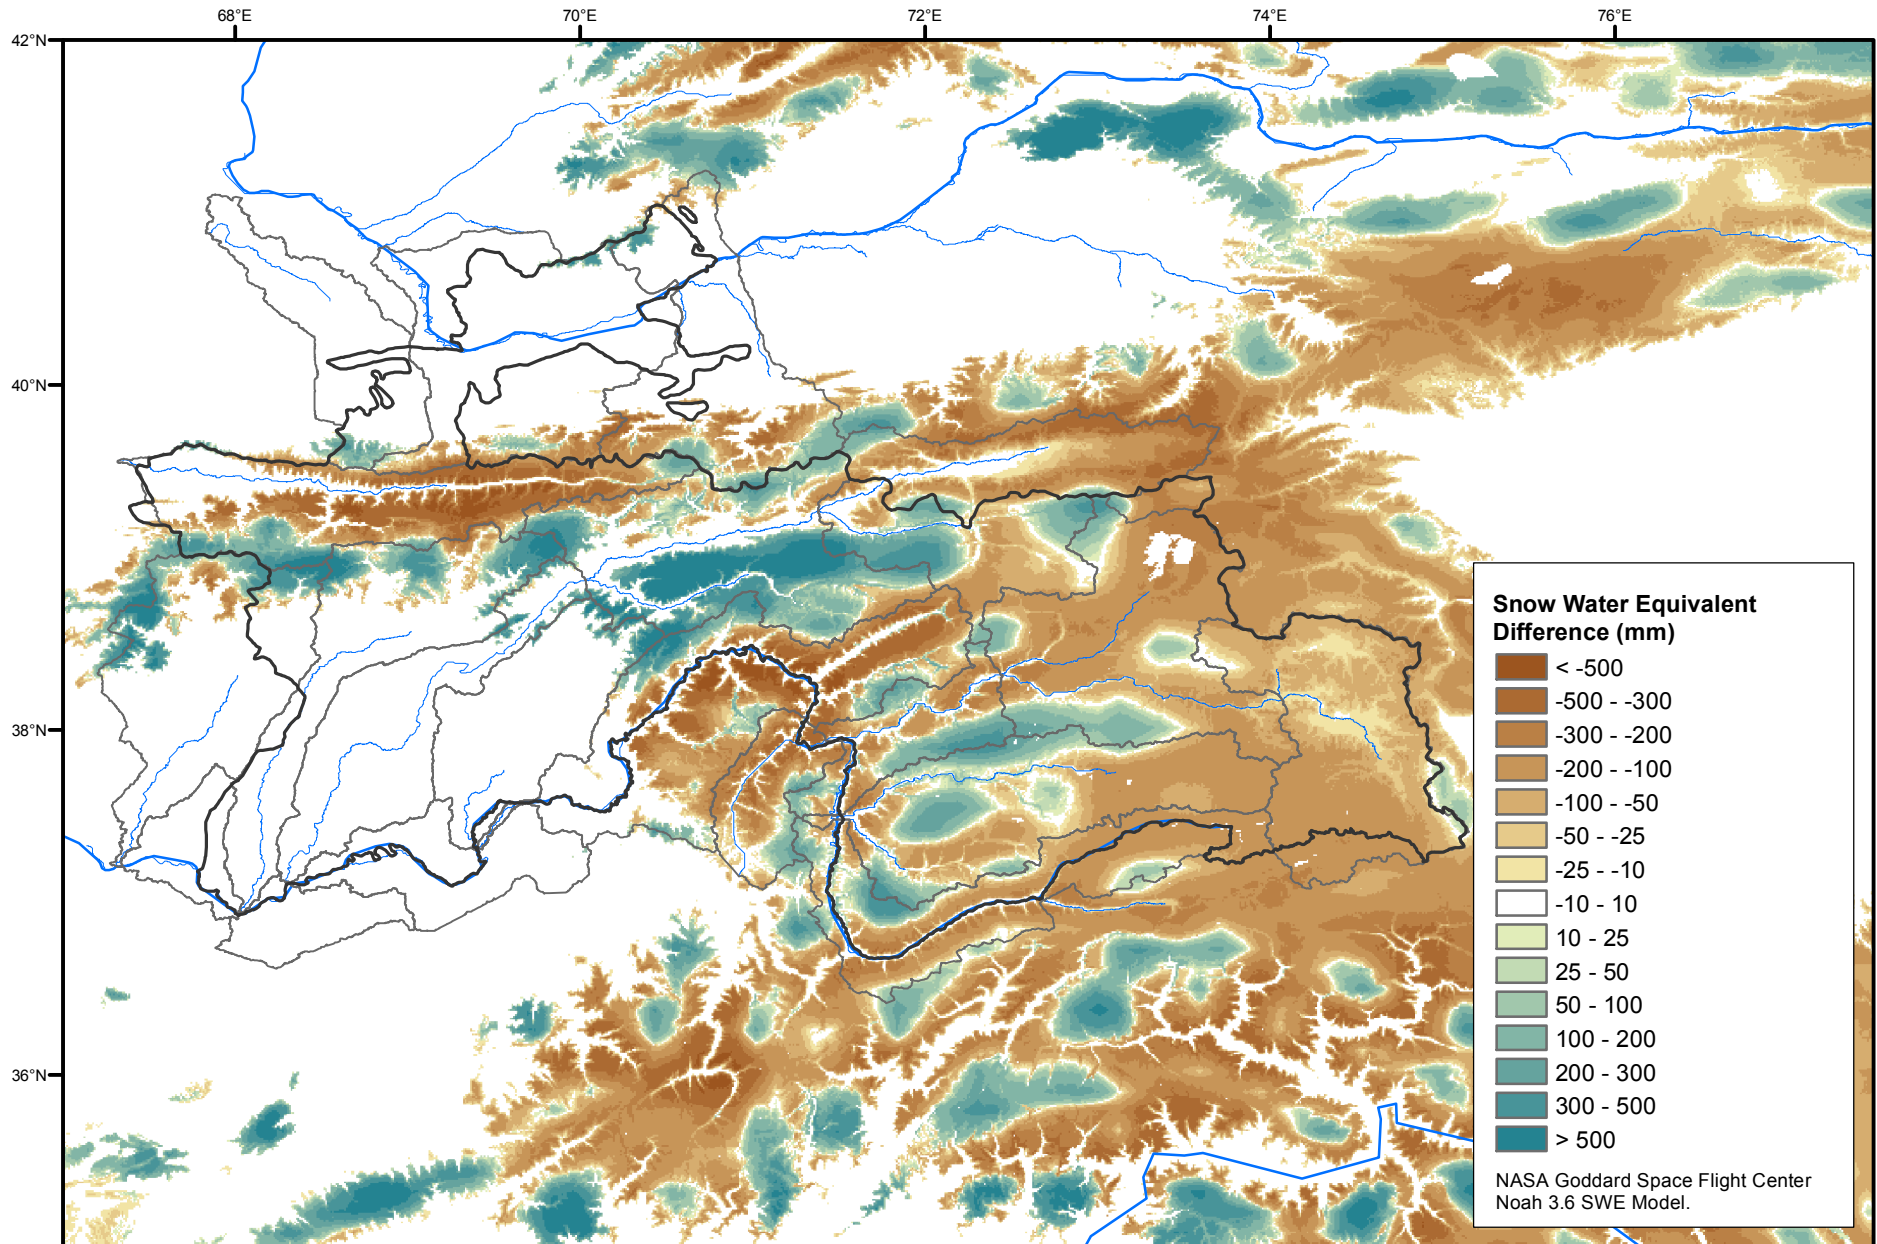 68°E
70°E
72°E
74°E
76°E
42°N
40°N
38°N
36°N
Snow Water Equivalent
Difference (mm)
< -500
-500 - -300
-300 - -200
-200 - -100
-100 - -50
-50 - -25
-25 - -10
-10 - 10
10 - 25
25 - 50
50 - 100
100 - 200
200 - 300
300 - 500
> 500
NASA Goddard Space Flight Center
Noah 3.6 SWE Model.